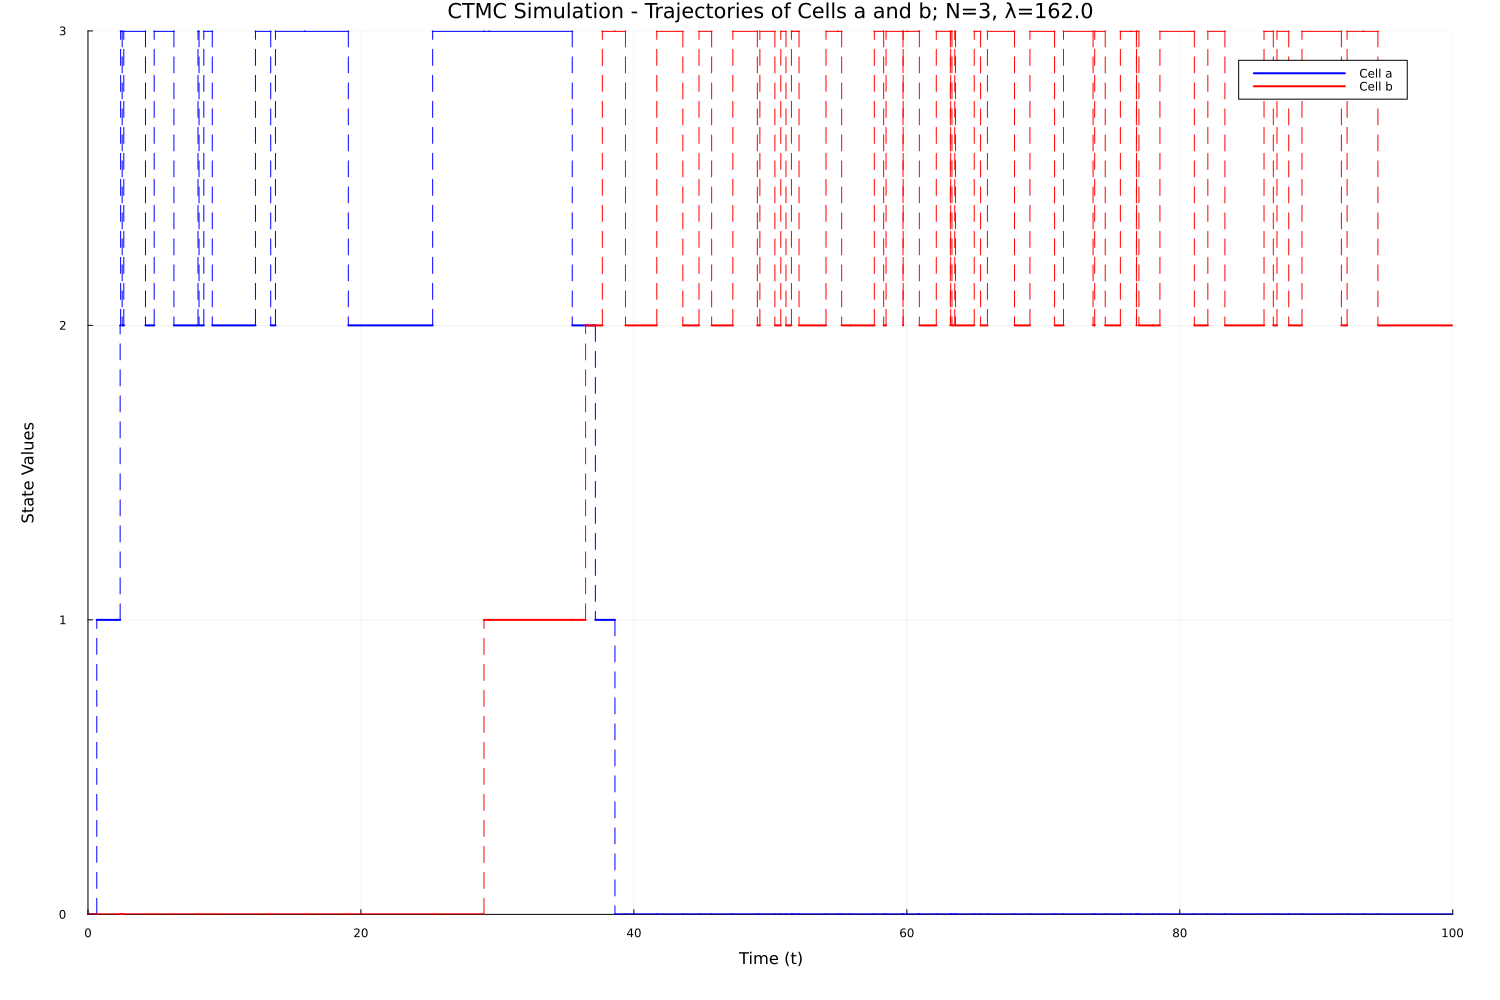 CTMC Simulation - Trajectories of Cells a and b; N=3, λ=162.0
3
Cell a
Cell b
2
State Values
1
0
0 20 40 60 80 100
Time (t)